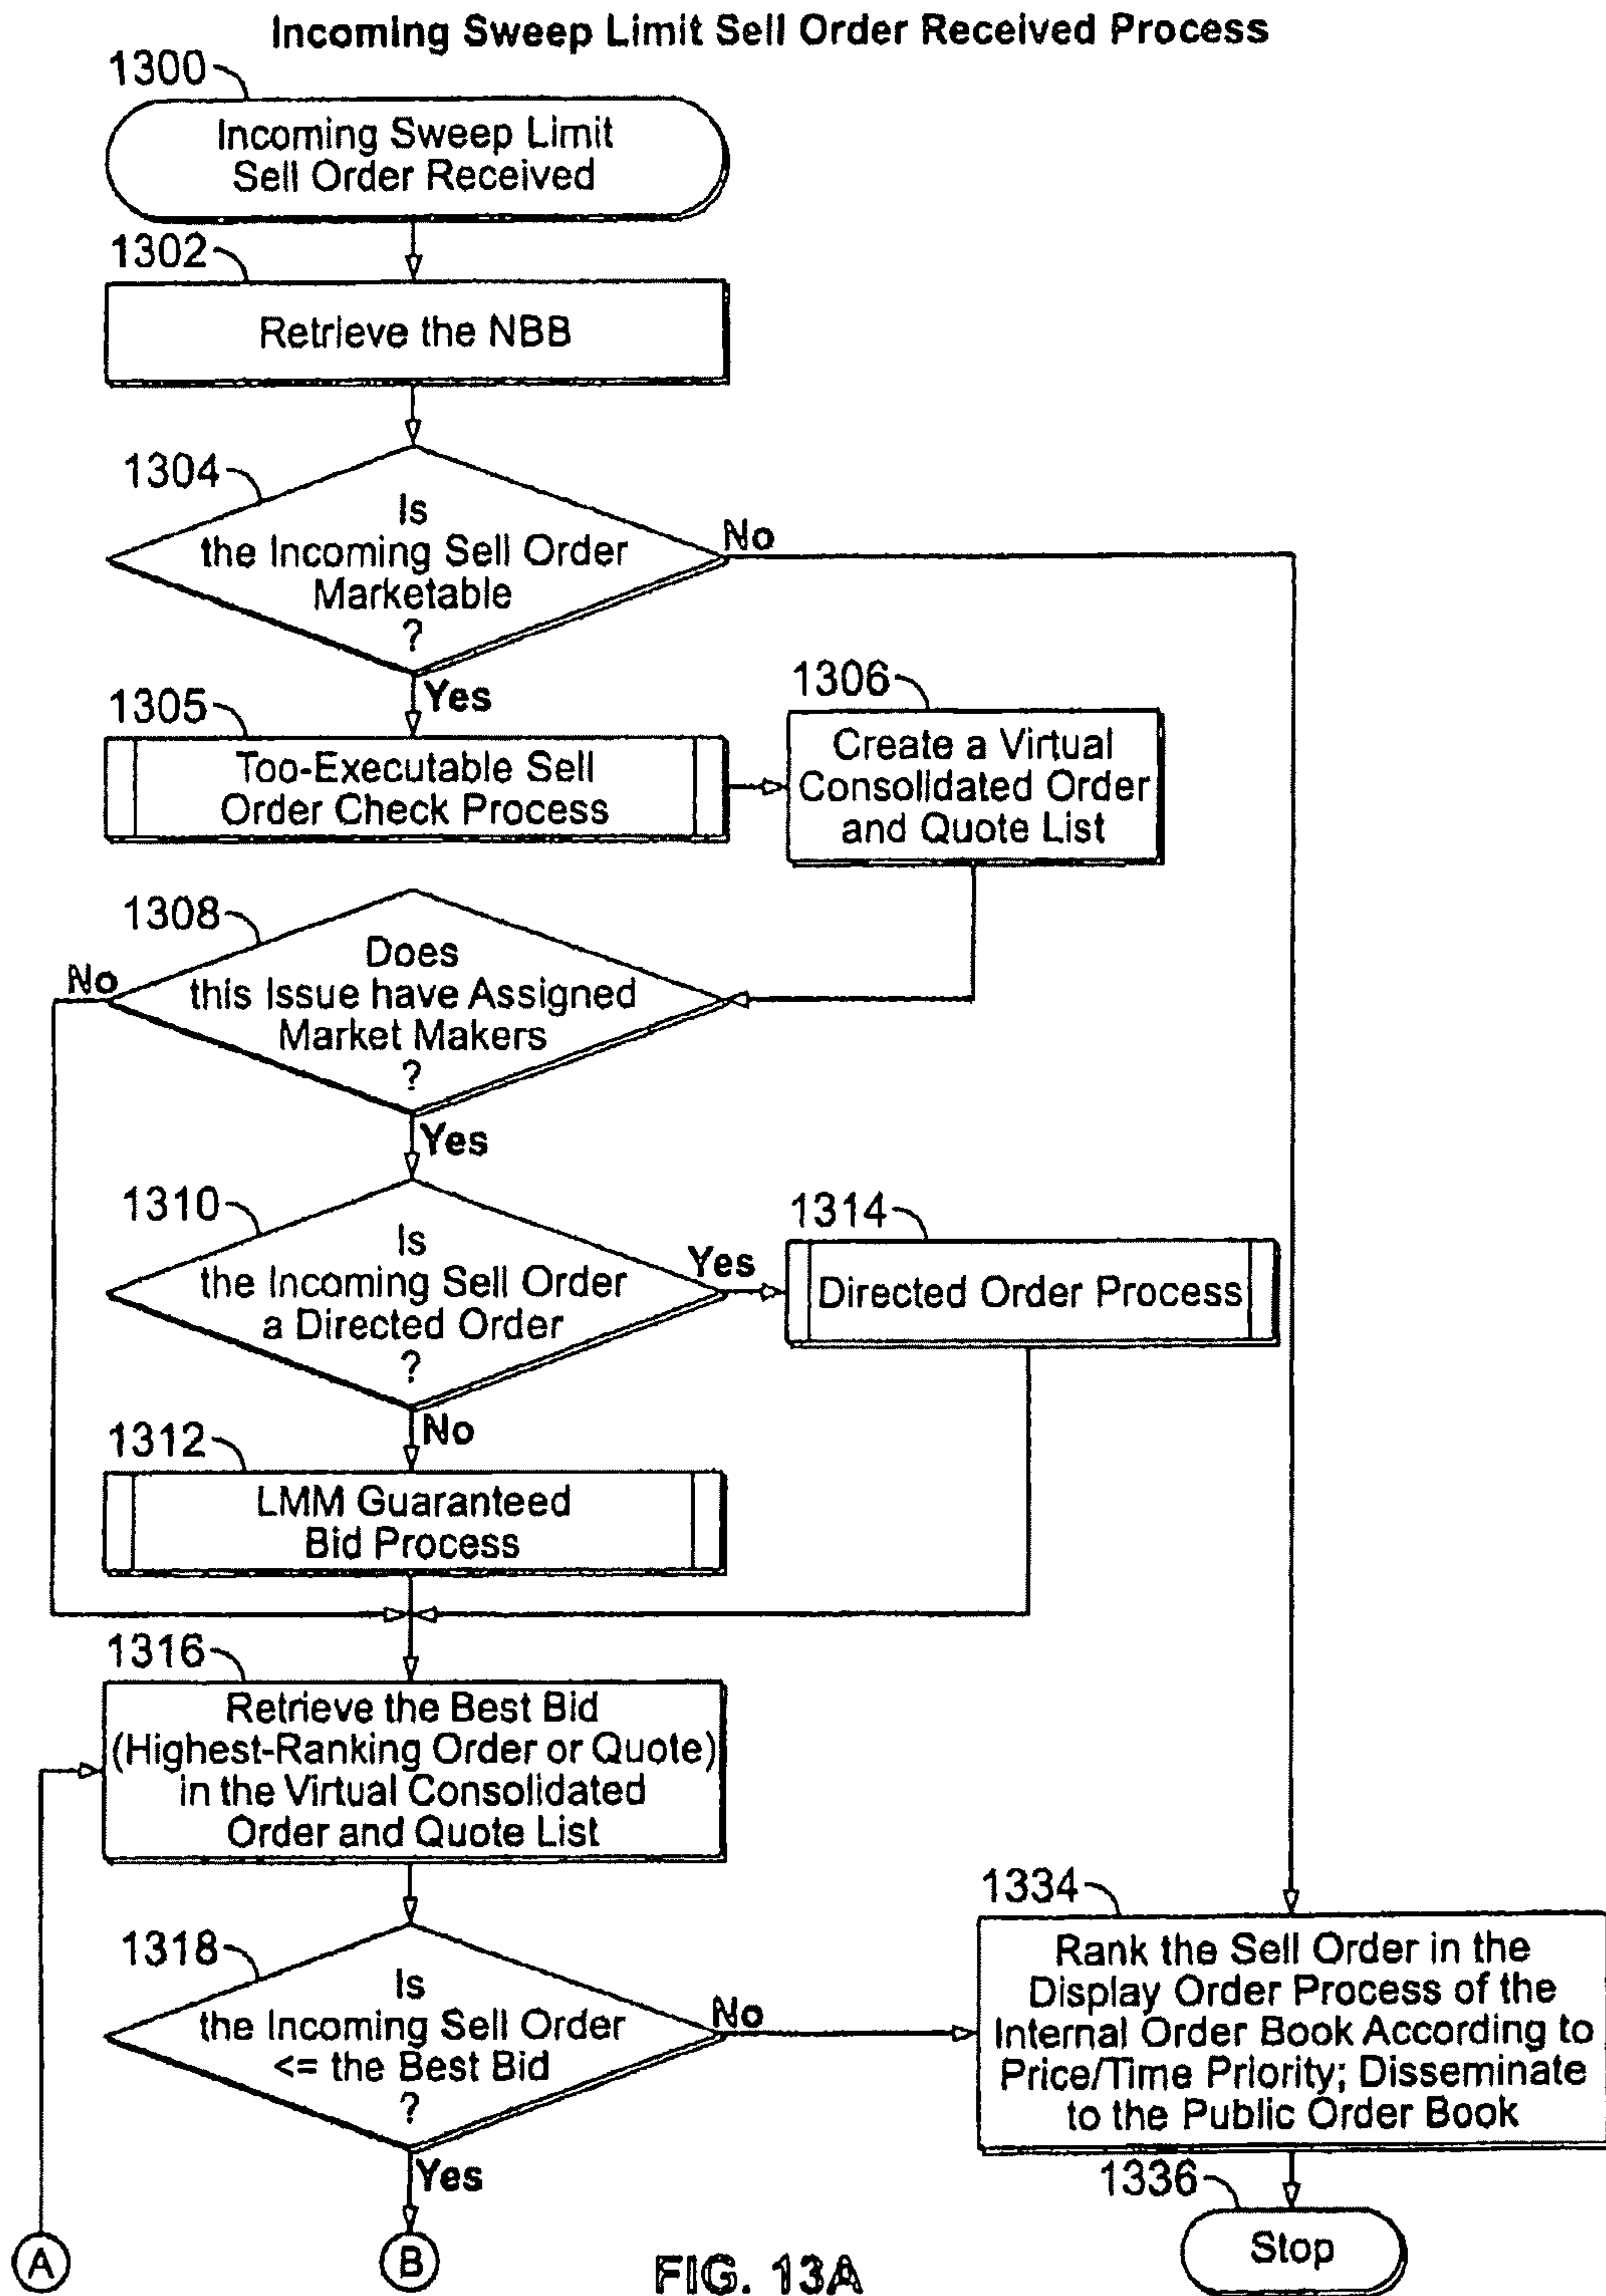 Incoming Sweep Limit Sell Order Received Process
1300
Incoming Sweep Limit
Sell Order Received
1302
Retrieve the NBB
1304
Is
the Incoming Sell Order
Marketable
?
No
Yes
1305
Too-Executable Sell
Order Check Process
1306
Create a Virtual
Consolidated Order
and Quote List
1308
Does
this Issue have Assigned
Market Makers
?
No
Yes
1310
Is
the Incoming Sell Order
a Directed Order
?
Yes
1314
Directed Order Process
No
1312
LMM Guaranteed
Bid Process
1316
Retrieve the Best Bid
(Highest-Ranking Order or Quote)
in the Virtual Consolidated
Order and Quote List
1318
Is
the Incoming Sell Order
<= the Best Bid
?
No
1334
Rank the Sell Order in the
Display Order Process of the
Internal Order Book According to
Price/Time Priority; Disseminate
to the Public Order Book
Yes
1336
Stop
A
B
FIG. 13A